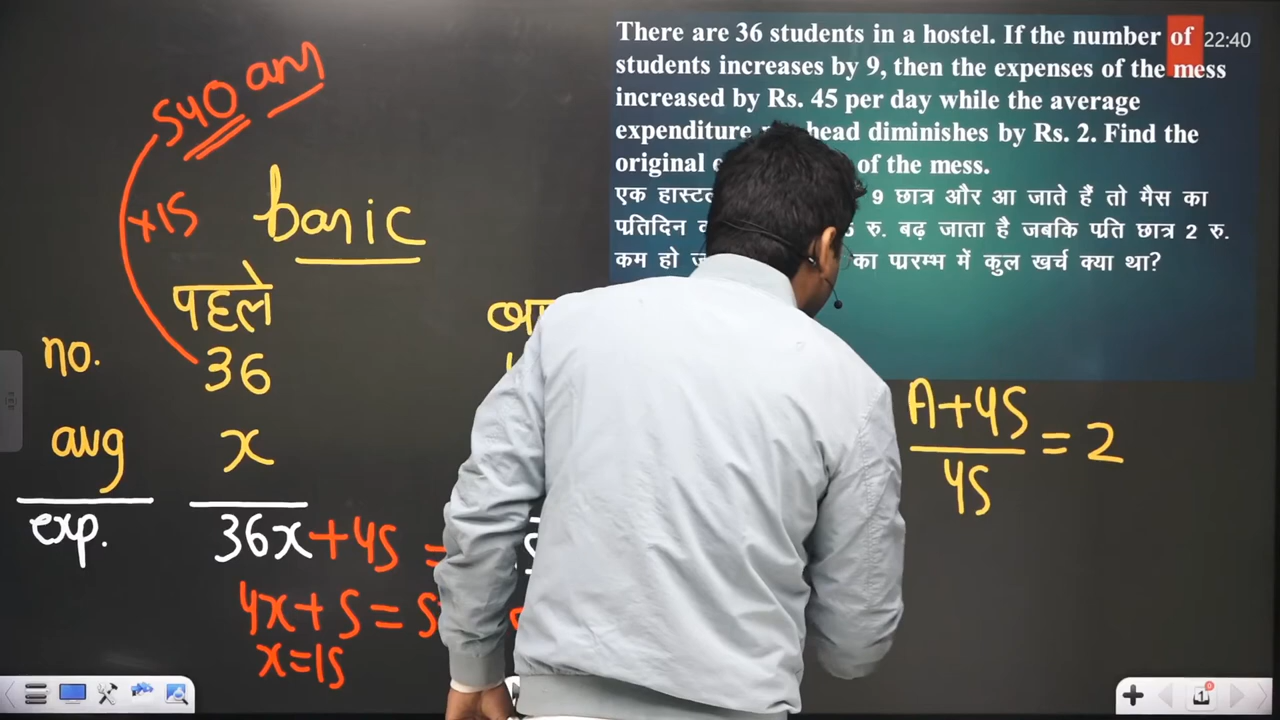 There are 36 students in a hostel. If the number of
22:40
students increases by 9, then the expenses of the mess
increased by Rs. 45 per day while the average
expenditure head diminishes by Rs. 2. Find the
original of the mess.
एक 9 छात्र और आ जाते हैं तो मैस का
प्रतिदिन रु. बढ़ जाता है जबकि प्रति छात्र 2 रु.
कम हो का प्रारम्भ में कुल खर्च क्या था?
540 am
×15
basic
पहले
no. 36
avg x
exp. 36x+45 =
4x+5=5
x=15
A+45
45
=2
1